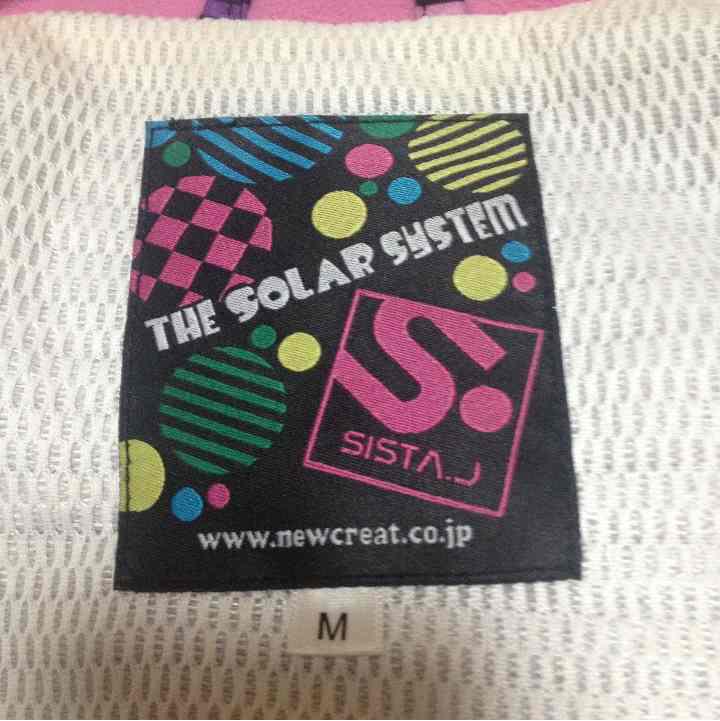 THE SOLAR SYSTEM
S.
SISTA.J
www.newcreat.co.jp
M